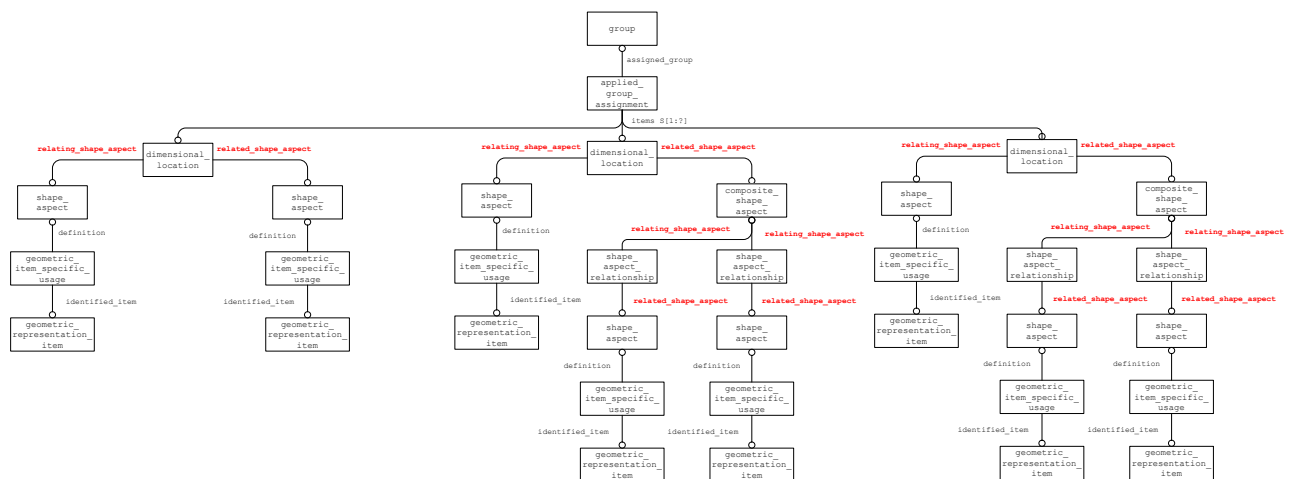 group
assigned_group
applied_
group_
assignment
items S[1:?]
relating_shape_aspect
dimensional_
location
related_shape_aspect
relating_shape_aspect
dimensional_
location
related_shape_aspect
relating_shape_aspect
dimensional_
location
related_shape_aspect
shape_
aspect
shape_
aspect
shape_
aspect
composite_
shape_
aspect
shape_
aspect
composite_
shape_
aspect
definition
definition
definition
relating_shape_aspect
relating_shape_aspect
definition
relating_shape_aspect
relating_shape_aspect
geometric_
item_specific_
usage
geometric_
item_specific_
usage
geometric_
item_specific_
usage
shape_
aspect_
relationship
shape_
aspect_
relationship
geometric_
item_specific_
usage
shape_
aspect_
relationship
shape_
aspect_
relationship
identified_item
identified_item
identified_item
related_shape_aspect
related_shape_aspect
identified_item
related_shape_aspect
related_shape_aspect
geometric_
representation_
item
geometric_
representation_
item
geometric_
representation_
item
shape_
aspect
shape_
aspect
geometric_
representation_
item
shape_
aspect
shape_
aspect
definition
definition
definition
definition
geometric_
item_specific_
usage
geometric_
item_specific_
usage
geometric_
item_specific_
usage
geometric_
item_specific_
usage
identified_item
identified_item
identified_item
identified_item
geometric_
representation_
item
geometric_
representation_
item
geometric_
representation_
item
geometric_
representation_
item